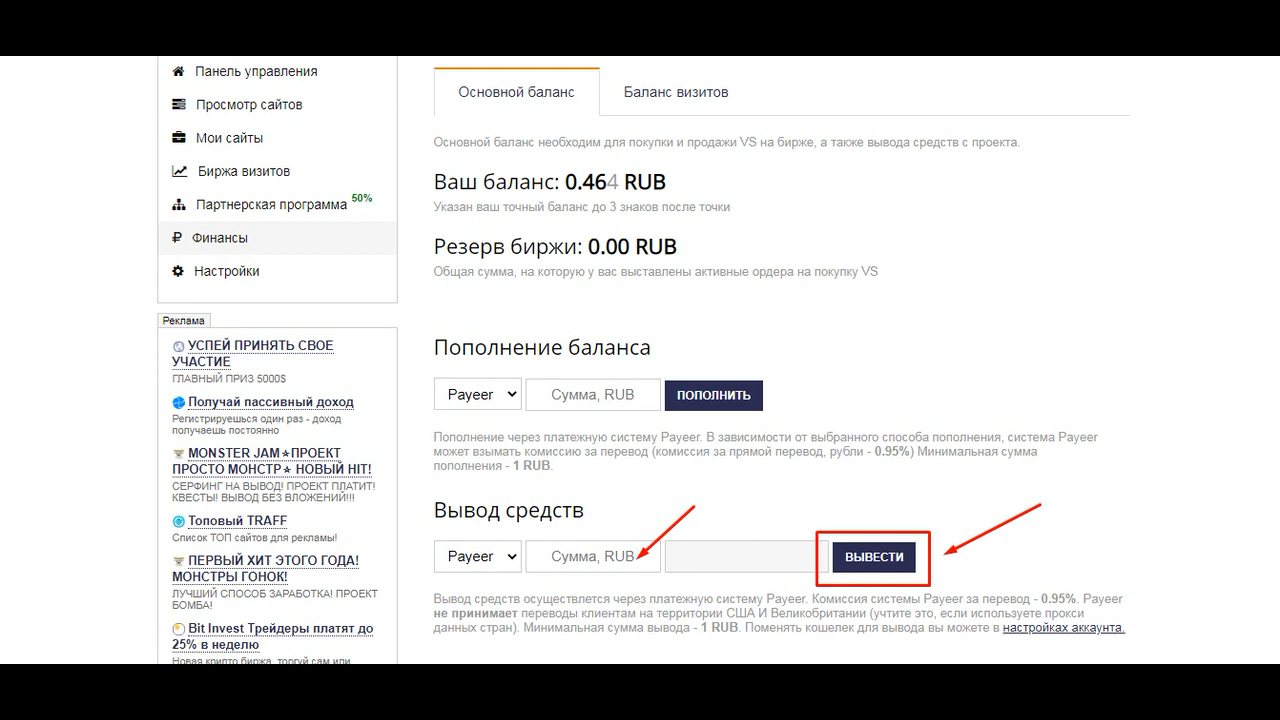 Панель управления
Просмотр сайтов
Мои сайты
Биржа визитов
Партнерская программа 50%
Финансы
Настройки
Реклама
УСПЕЙ ПРИНЯТЬ СВОЕ
УЧАСТИЕ
ГЛАВНЫЙ ПРИЗ 5000$
Получай пассивный доход
Регистрируешься один раз - доход
получаешь постоянно
MONSTER JAM★ПРОЕКТ
ПРОСТО МОНСТР★ НОВЫЙ HIT!
СЕРФИНГ НА ВЫВОД! ПРОЕКТ ПЛАТИТ!
КВЕСТЫ! ВЫВОД БЕЗ ВЛОЖЕНИЙ!!!
Топовый TRAFF
Список ТОП сайтов для рекламы!
ПЕРВЫЙ ХИТ ЭТОГО ГОДА!
МОНСТРЫ ГОНОК!
ЛУЧШИЙ СПОСОБ ЗАРАБОТКА! ПРОЕКТ
БОМБА!
Bit Invest Трейдеры платят до
25% в неделю
Новая крипто биржа, торгуй сам или
Основной баланс
Баланс визитов
Основной баланс необходим для покупки и продажи VS на бирже, а также вывода средств с проекта.
Ваш баланс: 0.464 RUB
Указан ваш точный баланс до 3 знаков после точки
Резерв биржи: 0.00 RUB
Общая сумма, на которую у вас выставлены активные ордера на покупку VS
Пополнение баланса
Payeer Сумма, RUB ПОПОЛНИТЬ
Пополнение через платежную систему Payeer. В зависимости от выбранного способа пополнения, система Payeer
может взымать комиссию за перевод (комиссия за прямой перевод, рубли - 0.95%) Минимальная сумма
пополнения - 1 RUB.
Вывод средств
Payeer Сумма, RUB ВЫВЕСТИ
Вывод средств осуществлется через платежную систему Payeer. Комиссия системы Payeer за перевод - 0.95%. Payeer
не принимает переводы клиентам на территории США И Великобритании (учтите это, если используете прокси
данных стран). Минимальная сумма вывода - 1 RUB. Поменять кошелек для вывода вы можете в настройках аккаунта.